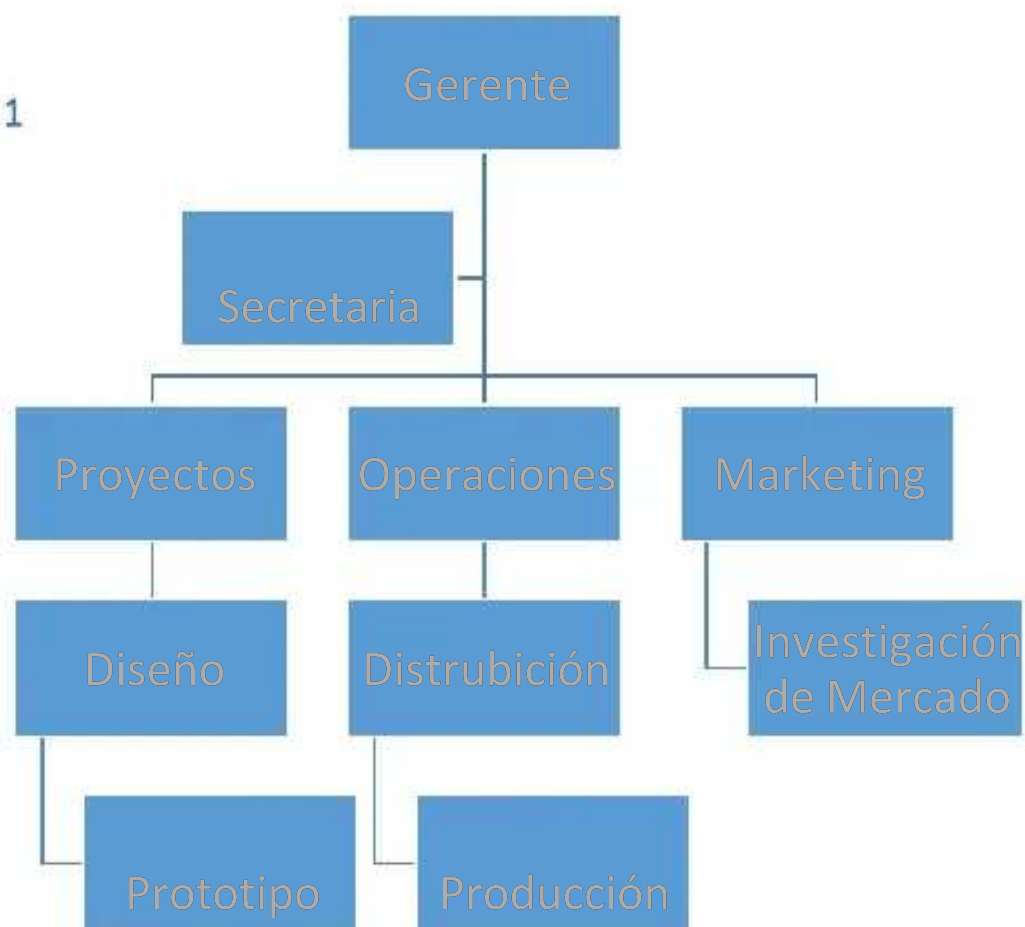 Gerente
1
Secretaria
Proyectos
Operaciones
Marketing
Diseño
Distrubición
Investigación
de Mercado
Prototipo
Producción